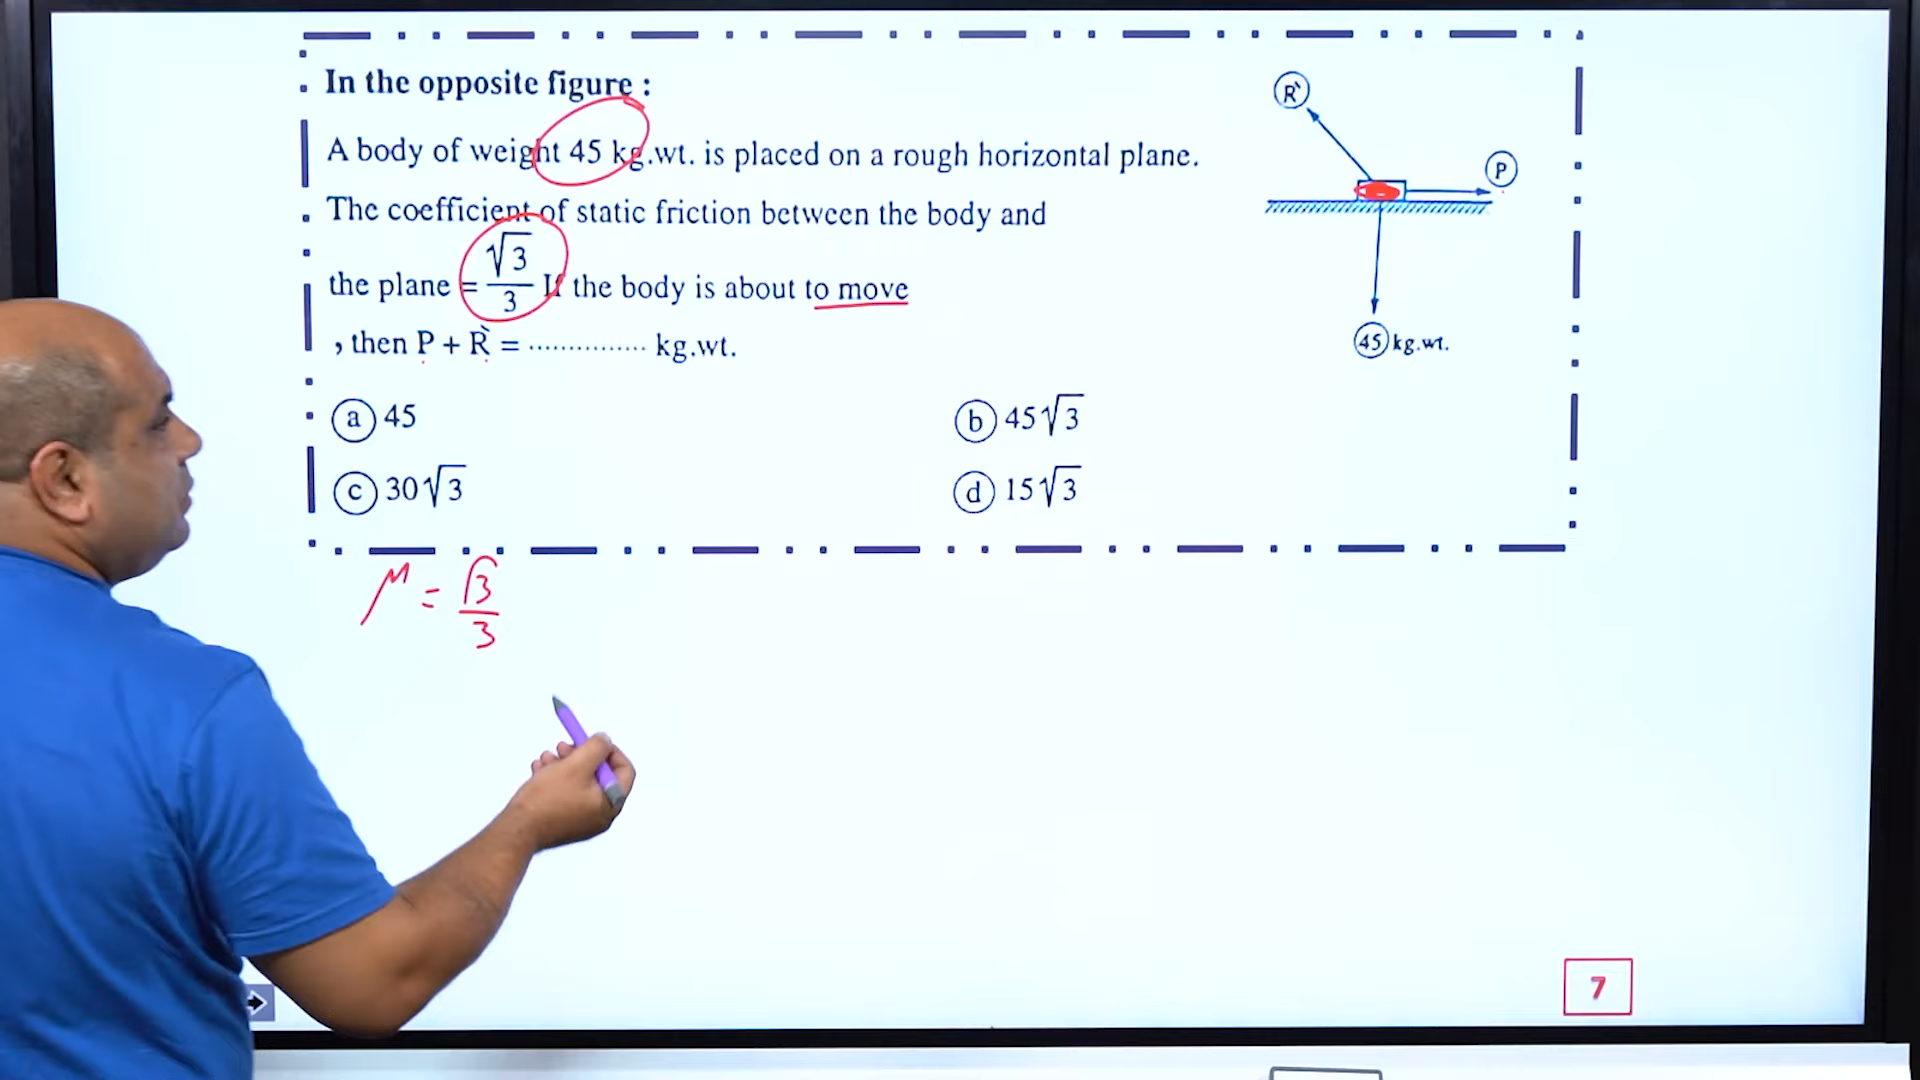 In the opposite figure :
A body of weight 45 kg.wt. is placed on a rough horizontal plane.
The coefficient of static friction between the body and
the plane = √3/3 If the body is about to move
, then P + R̀ = ............... kg.wt.
a 45
b 45√3
c 30√3
d 15√3
R̀
P
45 kg.wt.
μ = √3/3
7